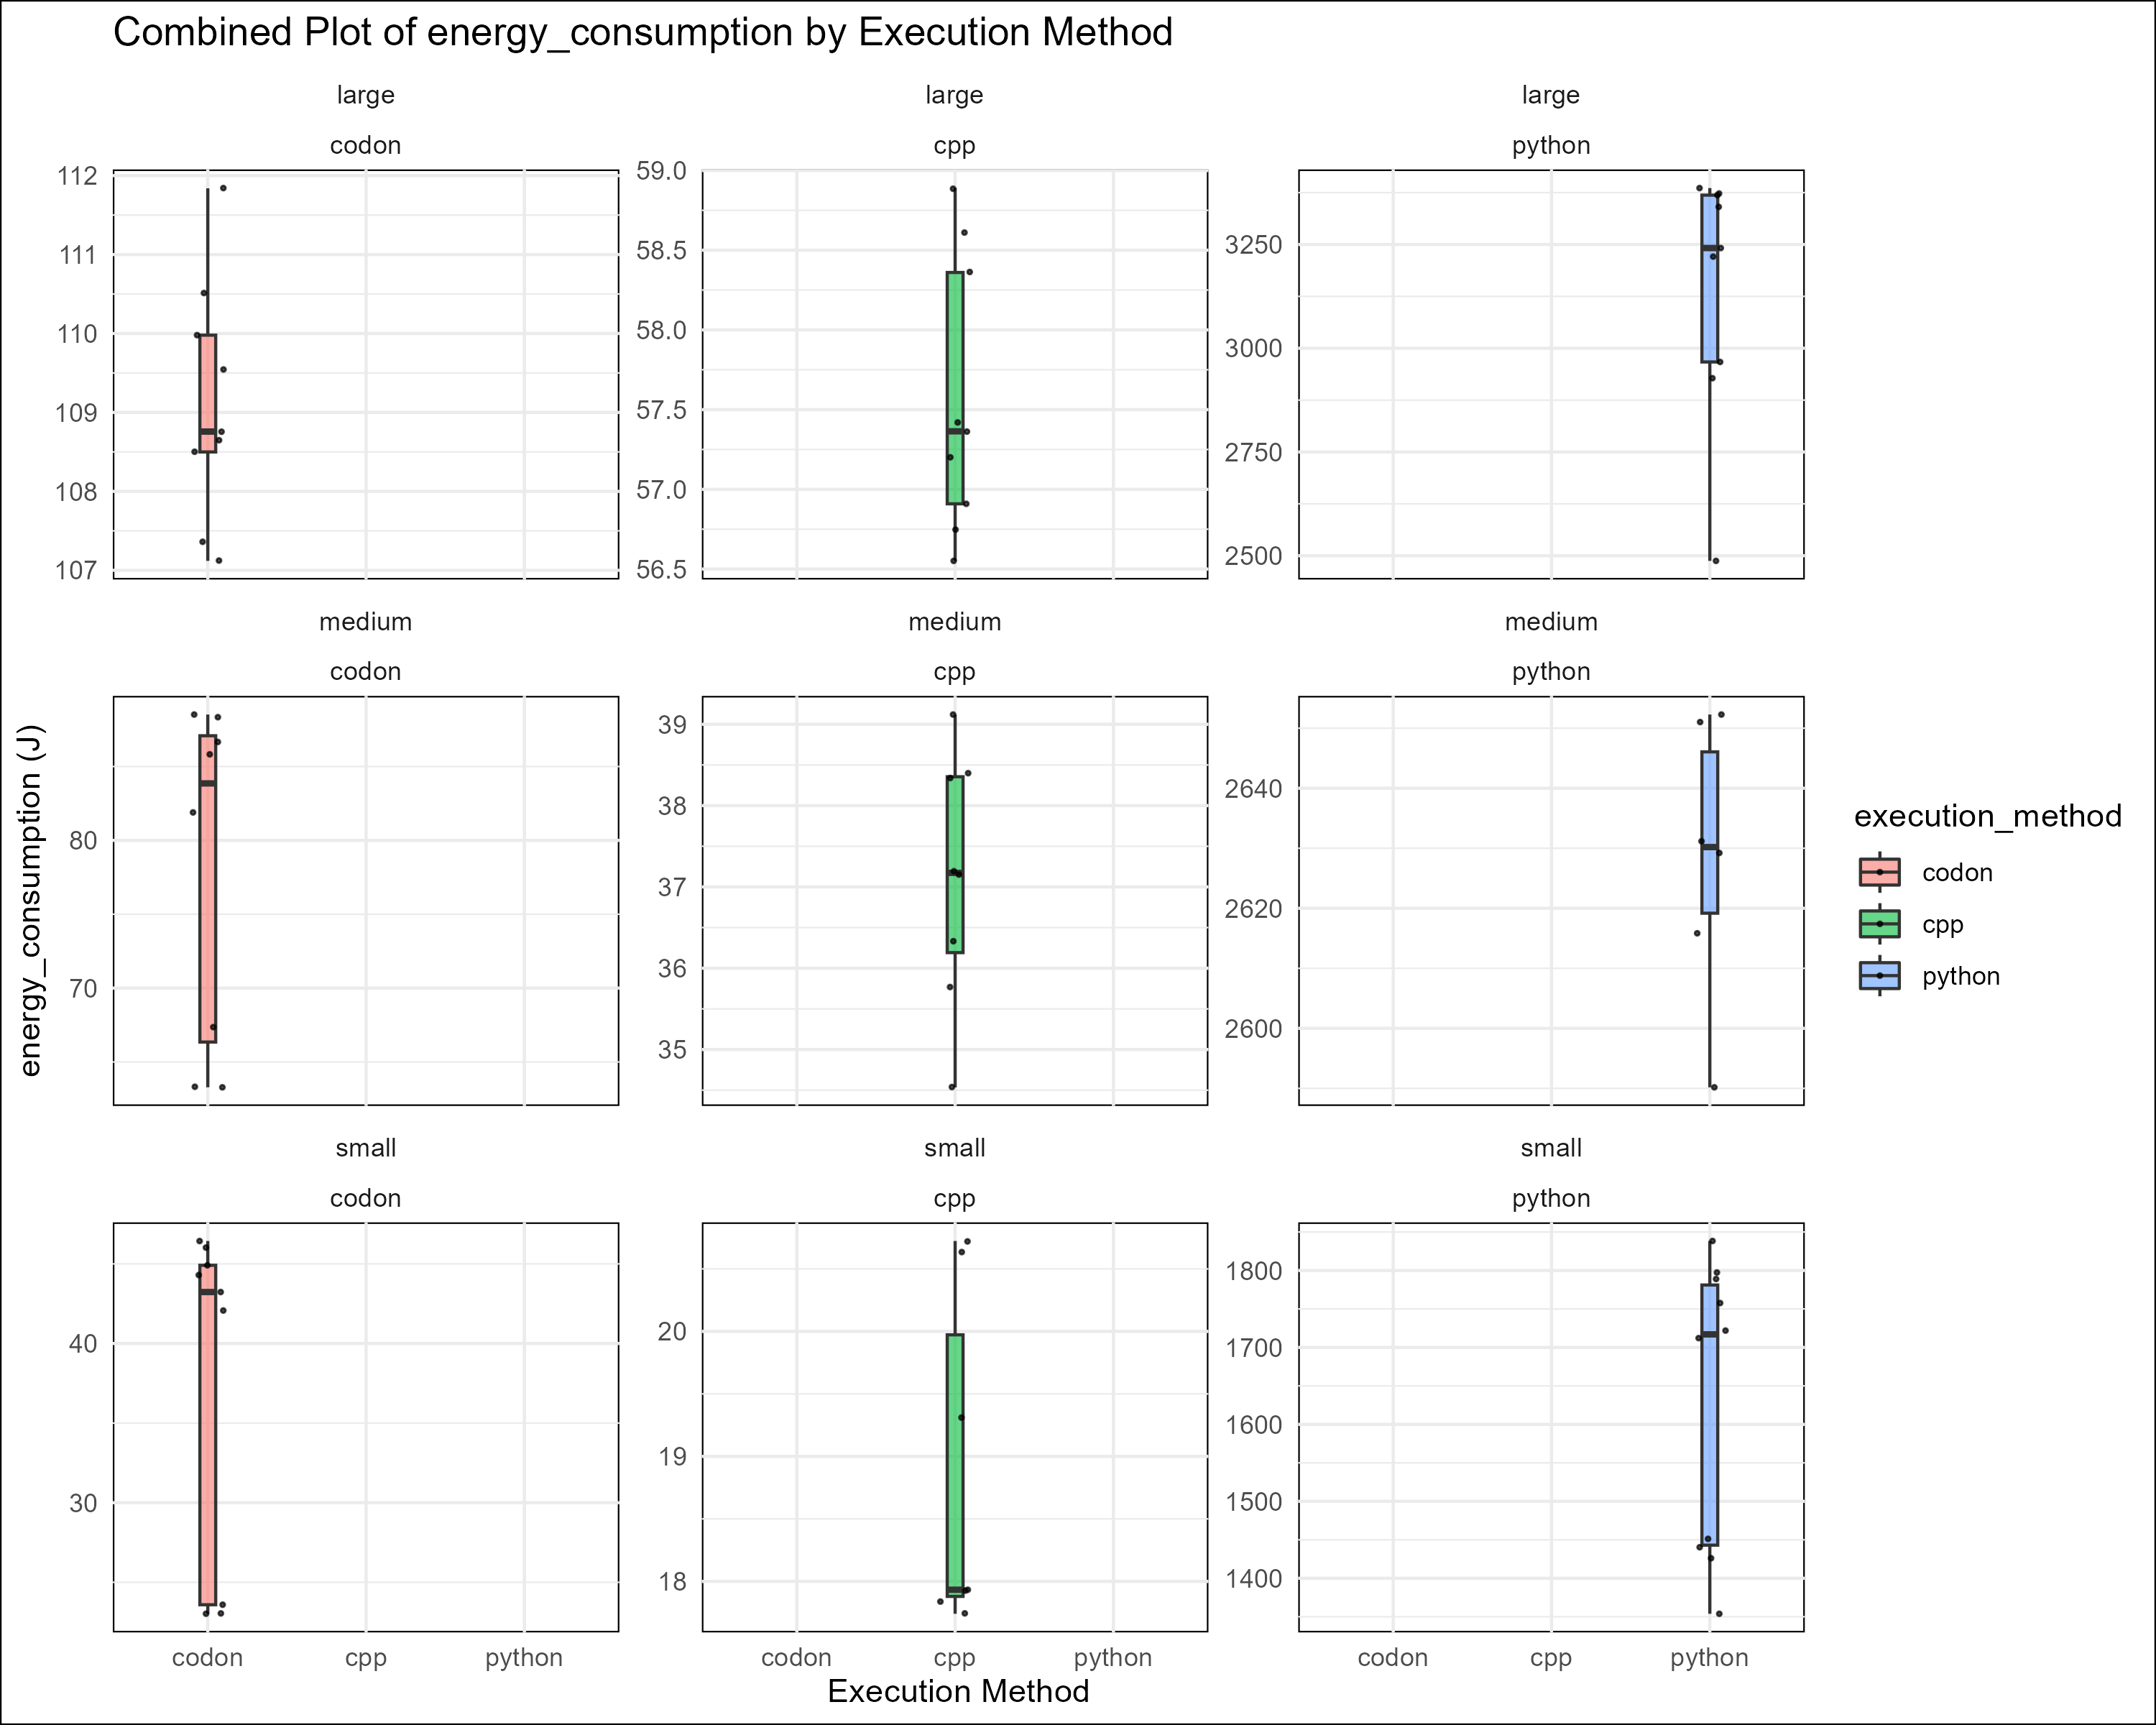 Combined Plot of energy_consumption by Execution Method
large
large
large
codon
cpp
python
112
111
110
109
108
107
59.0
58.5
58.0
57.5
57.0
56.5
3250
3000
2750
2500
medium
medium
medium
codon
cpp
python
80
70
39
38
37
36
35
2640
2620
2600
small
small
small
codon
cpp
python
40
30
20
19
18
1800
1700
1600
1500
1400
codon cpp python
codon cpp python
codon cpp python
Execution Method
energy_consumption (J)
execution_method
codon
cpp
python